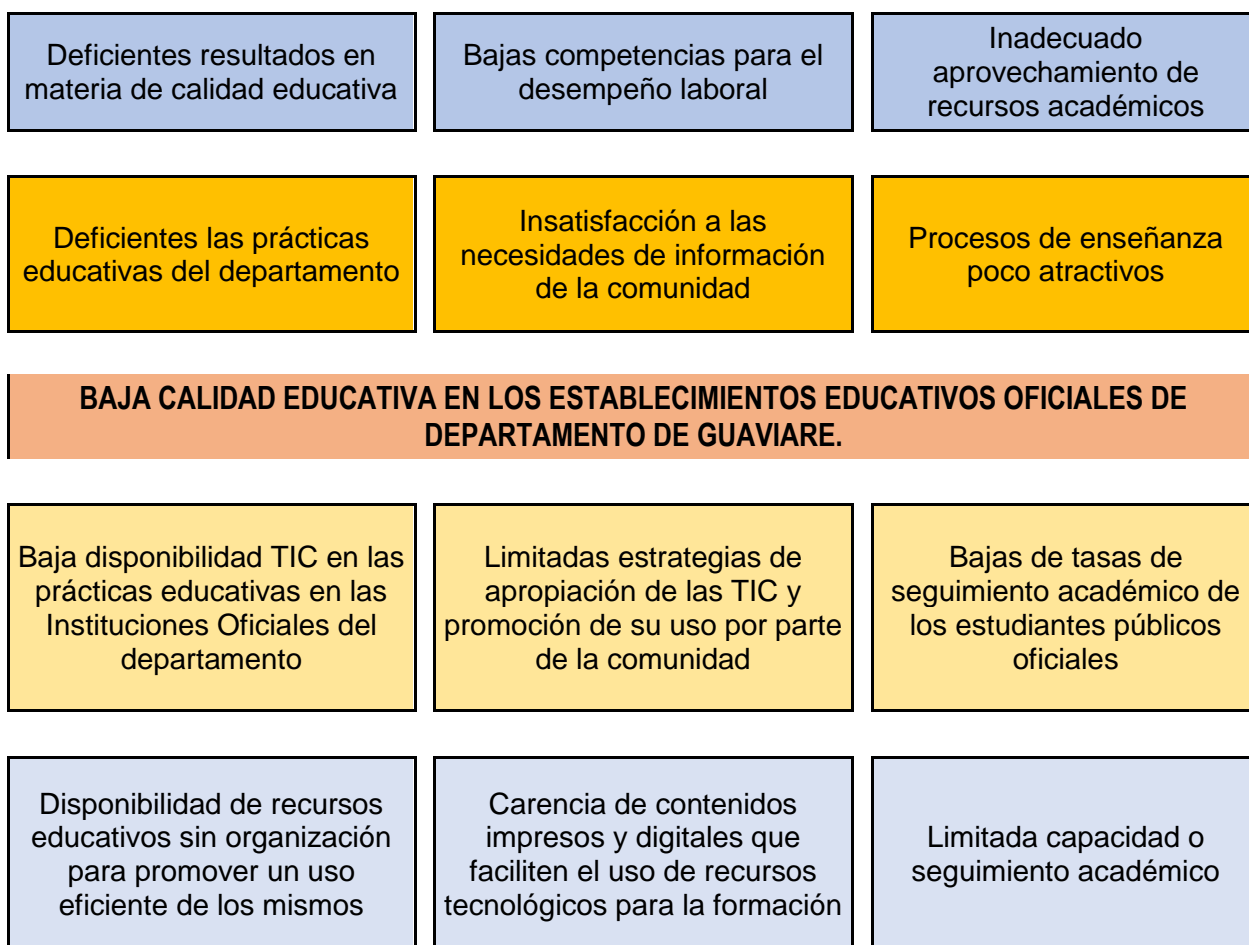 Deficientes resultados en
materia de calidad educativa
Bajas competencias para el
desempeño laboral
Inadecuado
aprovechamiento de
recursos académicos
Deficientes las prácticas
educativas del departamento
Insatisfacción a las
necesidades de información
de la comunidad
Procesos de enseñanza
poco atractivos
BAJA CALIDAD EDUCATIVA EN LOS ESTABLECIMIENTOS EDUCATIVOS OFICIALES DE
DEPARTAMENTO DE GUAVIARE.
Baja disponibilidad TIC en las
prácticas educativas en las
Instituciones Oficiales del
departamento
Limitadas estrategias de
apropiación de las TIC y
promoción de su uso por parte
de la comunidad
Bajas de tasas de
seguimiento académico de
los estudiantes públicos
oficiales
Disponibilidad de recursos
educativos sin organización
para promover un uso
eficiente de los mismos
Carencia de contenidos
impresos y digitales que
faciliten el uso de recursos
tecnológicos para la formación
Limitada capacidad o
seguimiento académico